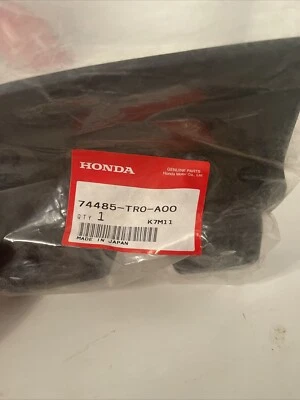 HONDA
GENUINE PARTS
Honda Motor Co., Ltd.
74485-TR0-A00
QTY 1
K7M11
MADE IN JAPAN